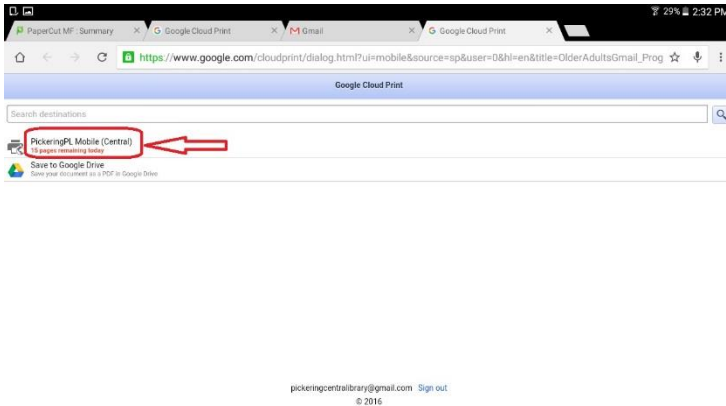 29% 2:32 PM
PaperCut MF : Summary
Google Cloud Print
Gmail
Google Cloud Print
https://www.google.com/cloudprint/dialog.html?ui=mobile&source=sp&user=0&hl=en&title=OlderAdultsGmail_Prog
Google Cloud Print
Search destinations
PickeringPL Mobile (Central)
15 pages remaining today
Save to Google Drive
Save your document as a PDF in Google Drive
pickeringcentrallibrary@gmail.com Sign out
© 2016